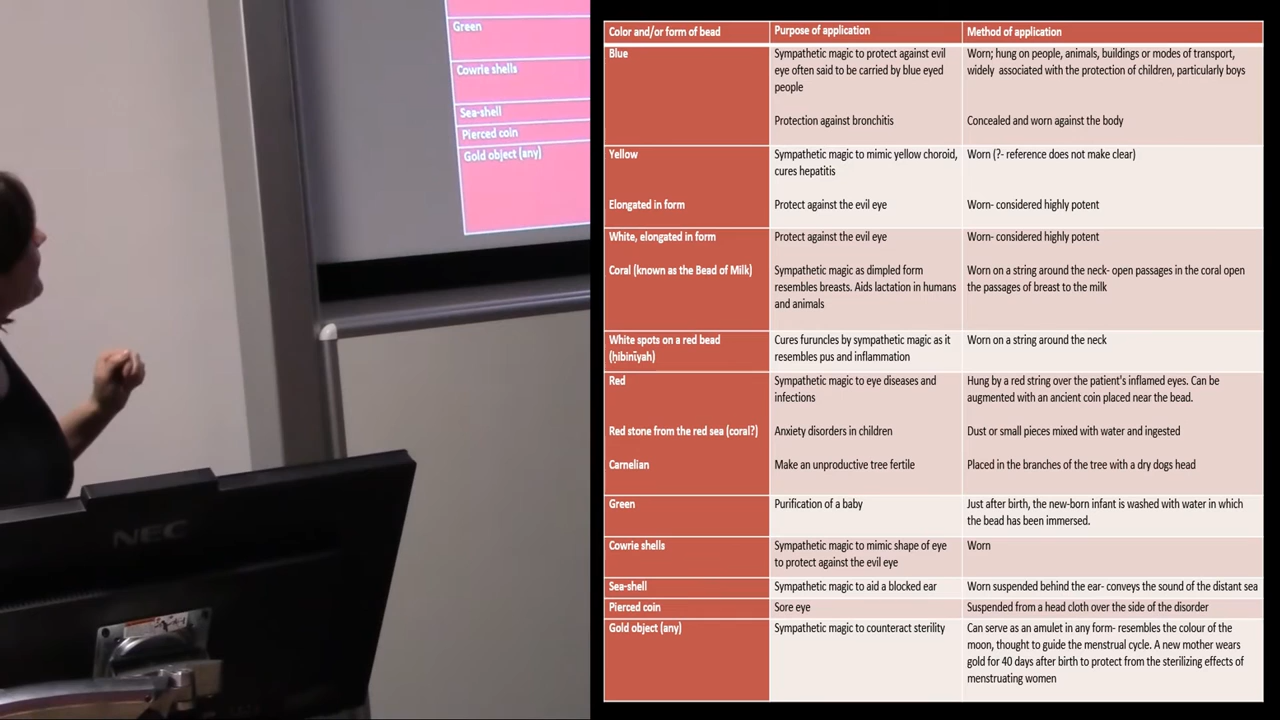 Green
Cowrie shells
Sea-shell
Pierced coin
Gold object (any)
NEC
Color and/or form of bead Purpose of application Method of application
Blue Sympathetic magic to protect against evil Worn; hung on people, animals, buildings or modes of transport,
eye often said to be carried by blue eyed widely associated with the protection of children, particularly boys
people
Protection against bronchitis Concealed and worn against the body
Yellow Sympathetic magic to mimic yellow choroid, Worn (?- reference does not make clear)
cures hepatitis
Elongated in form Protect against the evil eye Worn- considered highly potent
White, elongated in form Protect against the evil eye Worn- considered highly potent
Coral (known as the Bead of Milk) Sympathetic magic as dimpled form Worn on a string around the neck- open passages in the coral open
resembles breasts. Aids lactation in humans the passages of breast to the milk
and animals
White spots on a red bead Cures furuncles by sympathetic magic as it Worn on a string around the neck
(ḥibinīyah) resembles pus and inflammation
Red Sympathetic magic to eye diseases and Hung by a red string over the patient's inflamed eyes. Can be
infections augmented with an ancient coin placed near the bead.
Red stone from the red sea (coral?) Anxiety disorders in children Dust or small pieces mixed with water and ingested
Carnelian Make an unproductive tree fertile Placed in the branches of the tree with a dry dogs head
Green Purification of a baby Just after birth, the new-born infant is washed with water in which
the bead has been immersed.
Cowrie shells Sympathetic magic to mimic shape of eye Worn
to protect against the evil eye
Sea-shell Sympathetic magic to aid a blocked ear Worn suspended behind the ear- conveys the sound of the distant sea
Pierced coin Sore eye Suspended from a head cloth over the side of the disorder
Gold object (any) Sympathetic magic to counteract sterility Can serve as an amulet in any form- resembles the colour of the
moon, thought to guide the menstrual cycle. A new mother wears
gold for 40 days after birth to protect from the sterilizing effects of
menstruating women